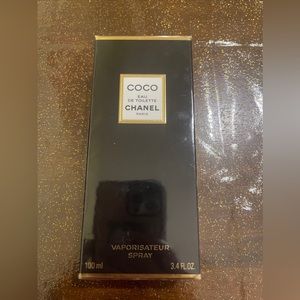 COCO
EAU
DE TOILETTE
CHANEL
PARIS
VAPORISATEUR
SPRAY
100 ml
3.4 FL.OZ.